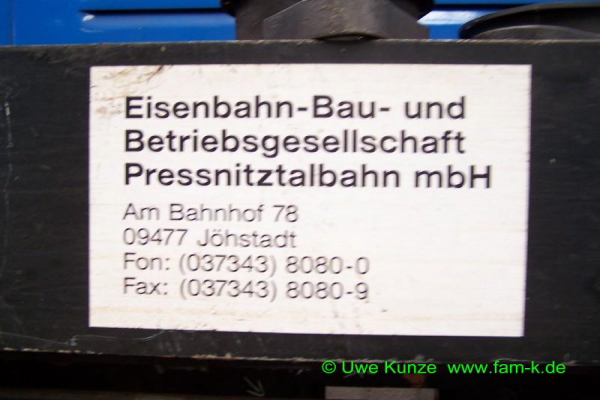 Eisenbahn-Bau- und
Betriebsgesellschaft
Pressnitztalbahn mbH
Am Bahnhof 78
09477 Jöhstadt
Fon: (037343) 8080-0
Fax: (037343) 8080-9
© Uwe Kunze www.fam-k.de